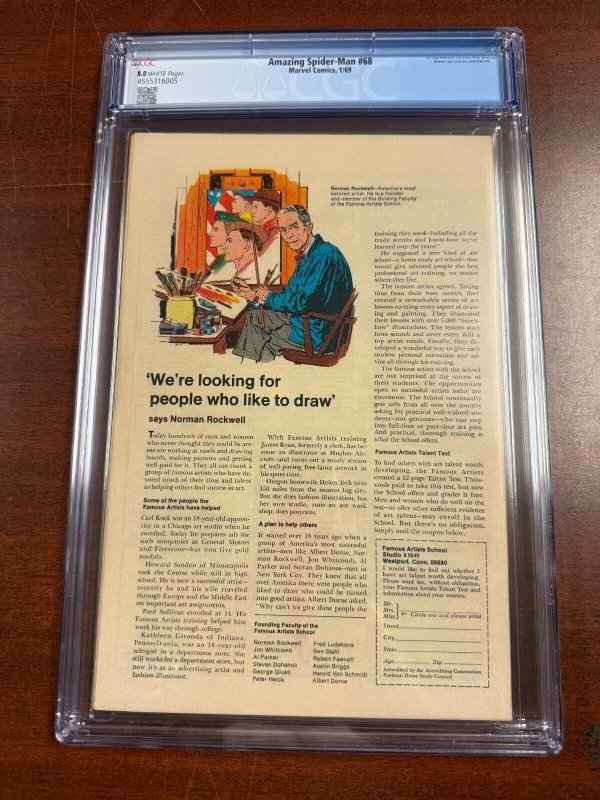 CGC
8.0 WHITE Pages
4555316005
Amazing Spider-Man #68
Marvel Comics, 1/69
www.cgccomics.com/terms
Norman Rockwell—America's most
beloved artist. He is a founder
and member of the Guiding Faculty
of the Famous Artists School.
'We're looking for
people who like to draw'
says Norman Rockwell
Today hundreds of men and women
who never thought they could be art-
ists are working at easels and drawing
boards, making pictures and getting
well paid for it. They all can thank a
group of famous artists who have de-
voted much of their time and talent
to helping others find success in art.
Some of the people the
Famous Artists have helped
Carl Kock was an 18-year-old appren-
tice in a Chicago art studio when he
enrolled. Today he prepares ads for
such companies as General Motors
and Firestone—has won five gold
medals.
Howard Sanden of Minneapolis
took the Course while still in high
school. He is now a successful artist—
recently he and his wife traveled
through Europe and the Middle East
on important art assignments.
Paul Sullivan enrolled at 14. His
Famous Artists training helped him
work his way through college.
Kathleen Gironda of Indiana,
Pennsylvania, was an 18-year-old
salesgirl in a department store. She
still works for a department store, but
now it's as an advertising artist and
fashion illustrator.
With Famous Artists training
James Ryan, formerly a clerk, has be-
come an illustrator at Hughes Air-
craft—and turns out a steady stream
of well-paying free-lance artwork in
his spare time.
Oregon housewife Helen Tryk lives
150 miles from the nearest big city.
But she does fashion illustration, has
her own studio, runs an art work
shop, does portraits.
A plan to help others
It started over 18 years ago when a
group of America's most successful
artists—men like Albert Dorne, Nor-
man Rockwell, Jon Whitcomb, Al
Parker and Stevan Dohanos—met in
New York City. They knew that all
over America there were people who
liked to draw who could be turned
into good artists. Albert Dorne asked,
"Why can't we give these people the
Founding Faculty of the
Famous Artists School
Norman Rockwell
Jon Whitcomb
Al Parker
Stevan Dohanos
George Giusti
Peter Helck
Fred Ludekens
Ben Stahl
Robert Fawcett
Austin Briggs
Harold Von Schmidt
Albert Dorne
training they need—including all the
trade secrets and know-how we've
learned over the years?"
He suggested a new kind of art
school—a home study art school—that
would give talented people the best
professional art training, no matter
where they live.
The famous artists agreed. Taking
time from their busy careers, they
created a remarkable series of art
lessons covering every aspect of draw-
ing and painting. They illustrated
their lessons with over 5,000 "here's-
how" illustrations. The lessons start
from scratch and cover every skill a
top artist needs. Finally, they de-
veloped a wonderful way to give each
student personal correction and ad-
vice all through his training.
The famous artists with the School
are not surprised at the success of
their students. The opportunities
open to successful artists today are
enormous. The School continually
gets calls from all over the country
asking for practical well-trained stu-
dents—not geniuses—who can step
into full-time or part-time art jobs.
And practical, thorough training is
what the School offers.
Famous Artists Talent Test
To find others with art talent worth
developing, the Famous Artists
created a 12-page Talent Test. Thou-
sands paid to take this test, but now
the School offers and grades it free.
Men and women who do well on the
test—or offer other sufficient evidence
of art talent—may enroll in the
School. But there's no obligation.
Simply mail the coupon below.
Famous Artists School
Studio
Westport, Conn. 06880
I would like to find out whether I
have art talent worth developing.
Please send me, without obligation,
your Famous Artists Talent Test and
information about your courses.
Mr.
Mrs.
Miss
Circle one and please print
Street
City
State
Age Zip
Accredited by the Accrediting Commission
National Home Study Council